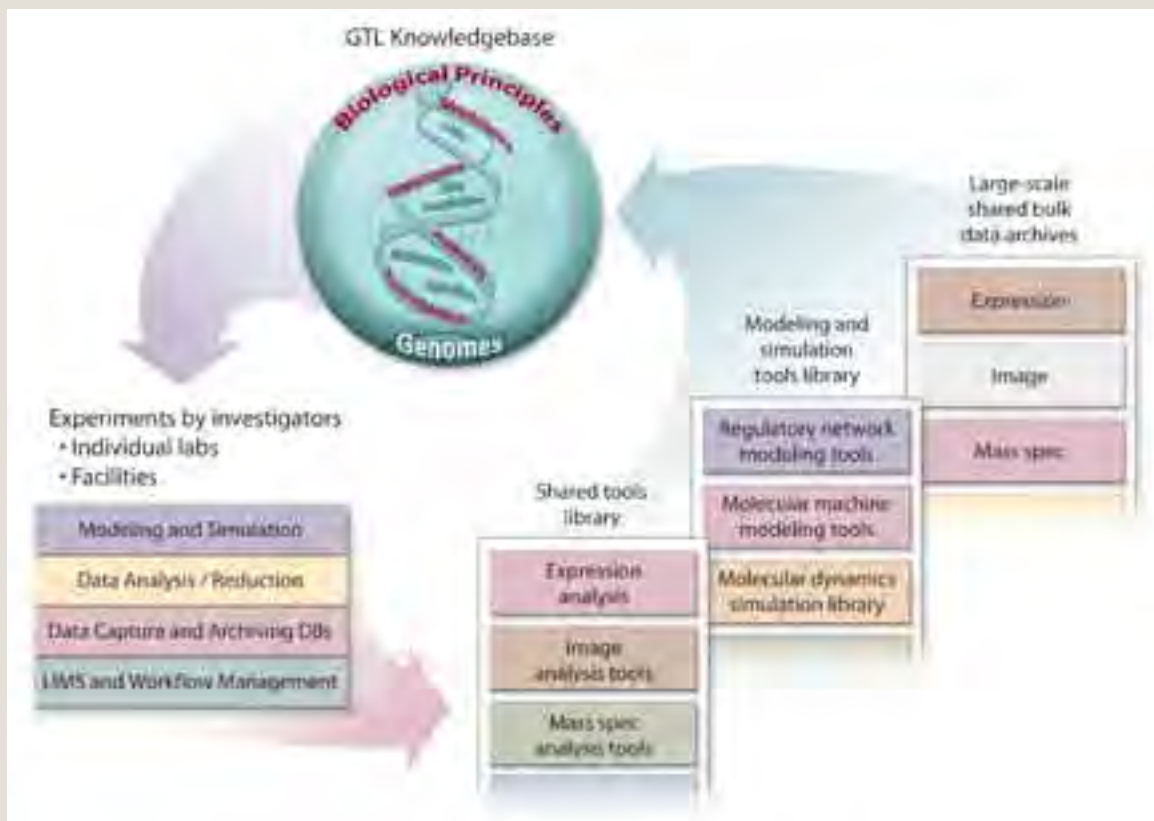 GTL Knowledgebase
Biological Principles
Genomes
Large-scale
shared bulk
data archives
Expression
Image
Mass spec
Modeling and
simulation
tools library
Regulatory network
modeling tools
Molecular machine
modeling tools
Molecular dynamics
simulation library
Experiments by investigators
• Individual labs
• Facilities
Modeling and Simulation
Data Analysis / Reduction
Data Capture and Archiving DBs
LIMS and Workflow Management
Shared tools
library
Expression
analysis
Image
analysis tools
Mass spec
analysis tools